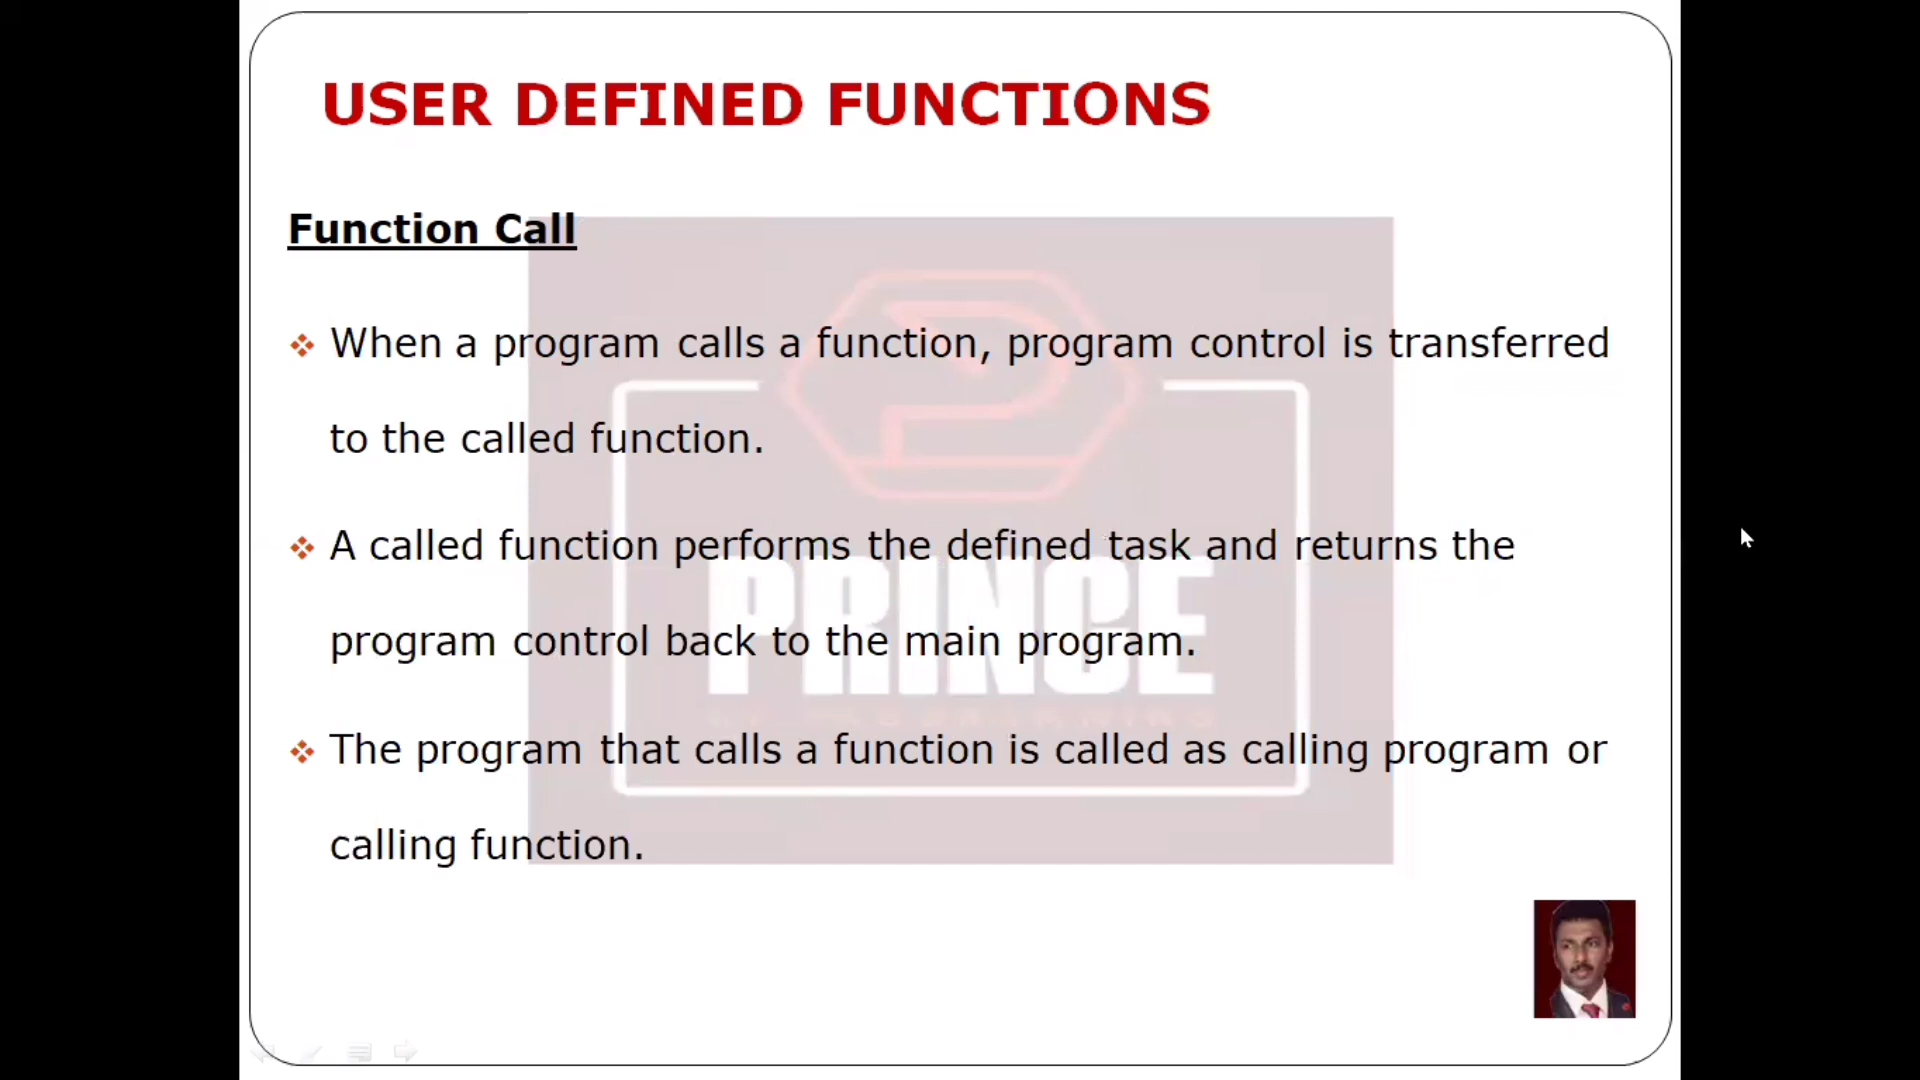 USER DEFINED FUNCTIONS
Function Call
When a program calls a function, program control is transferred
to the called function.
A called function performs the defined task and returns the
program control back to the main program.
The program that calls a function is called as calling program or
calling function.
PRINCE